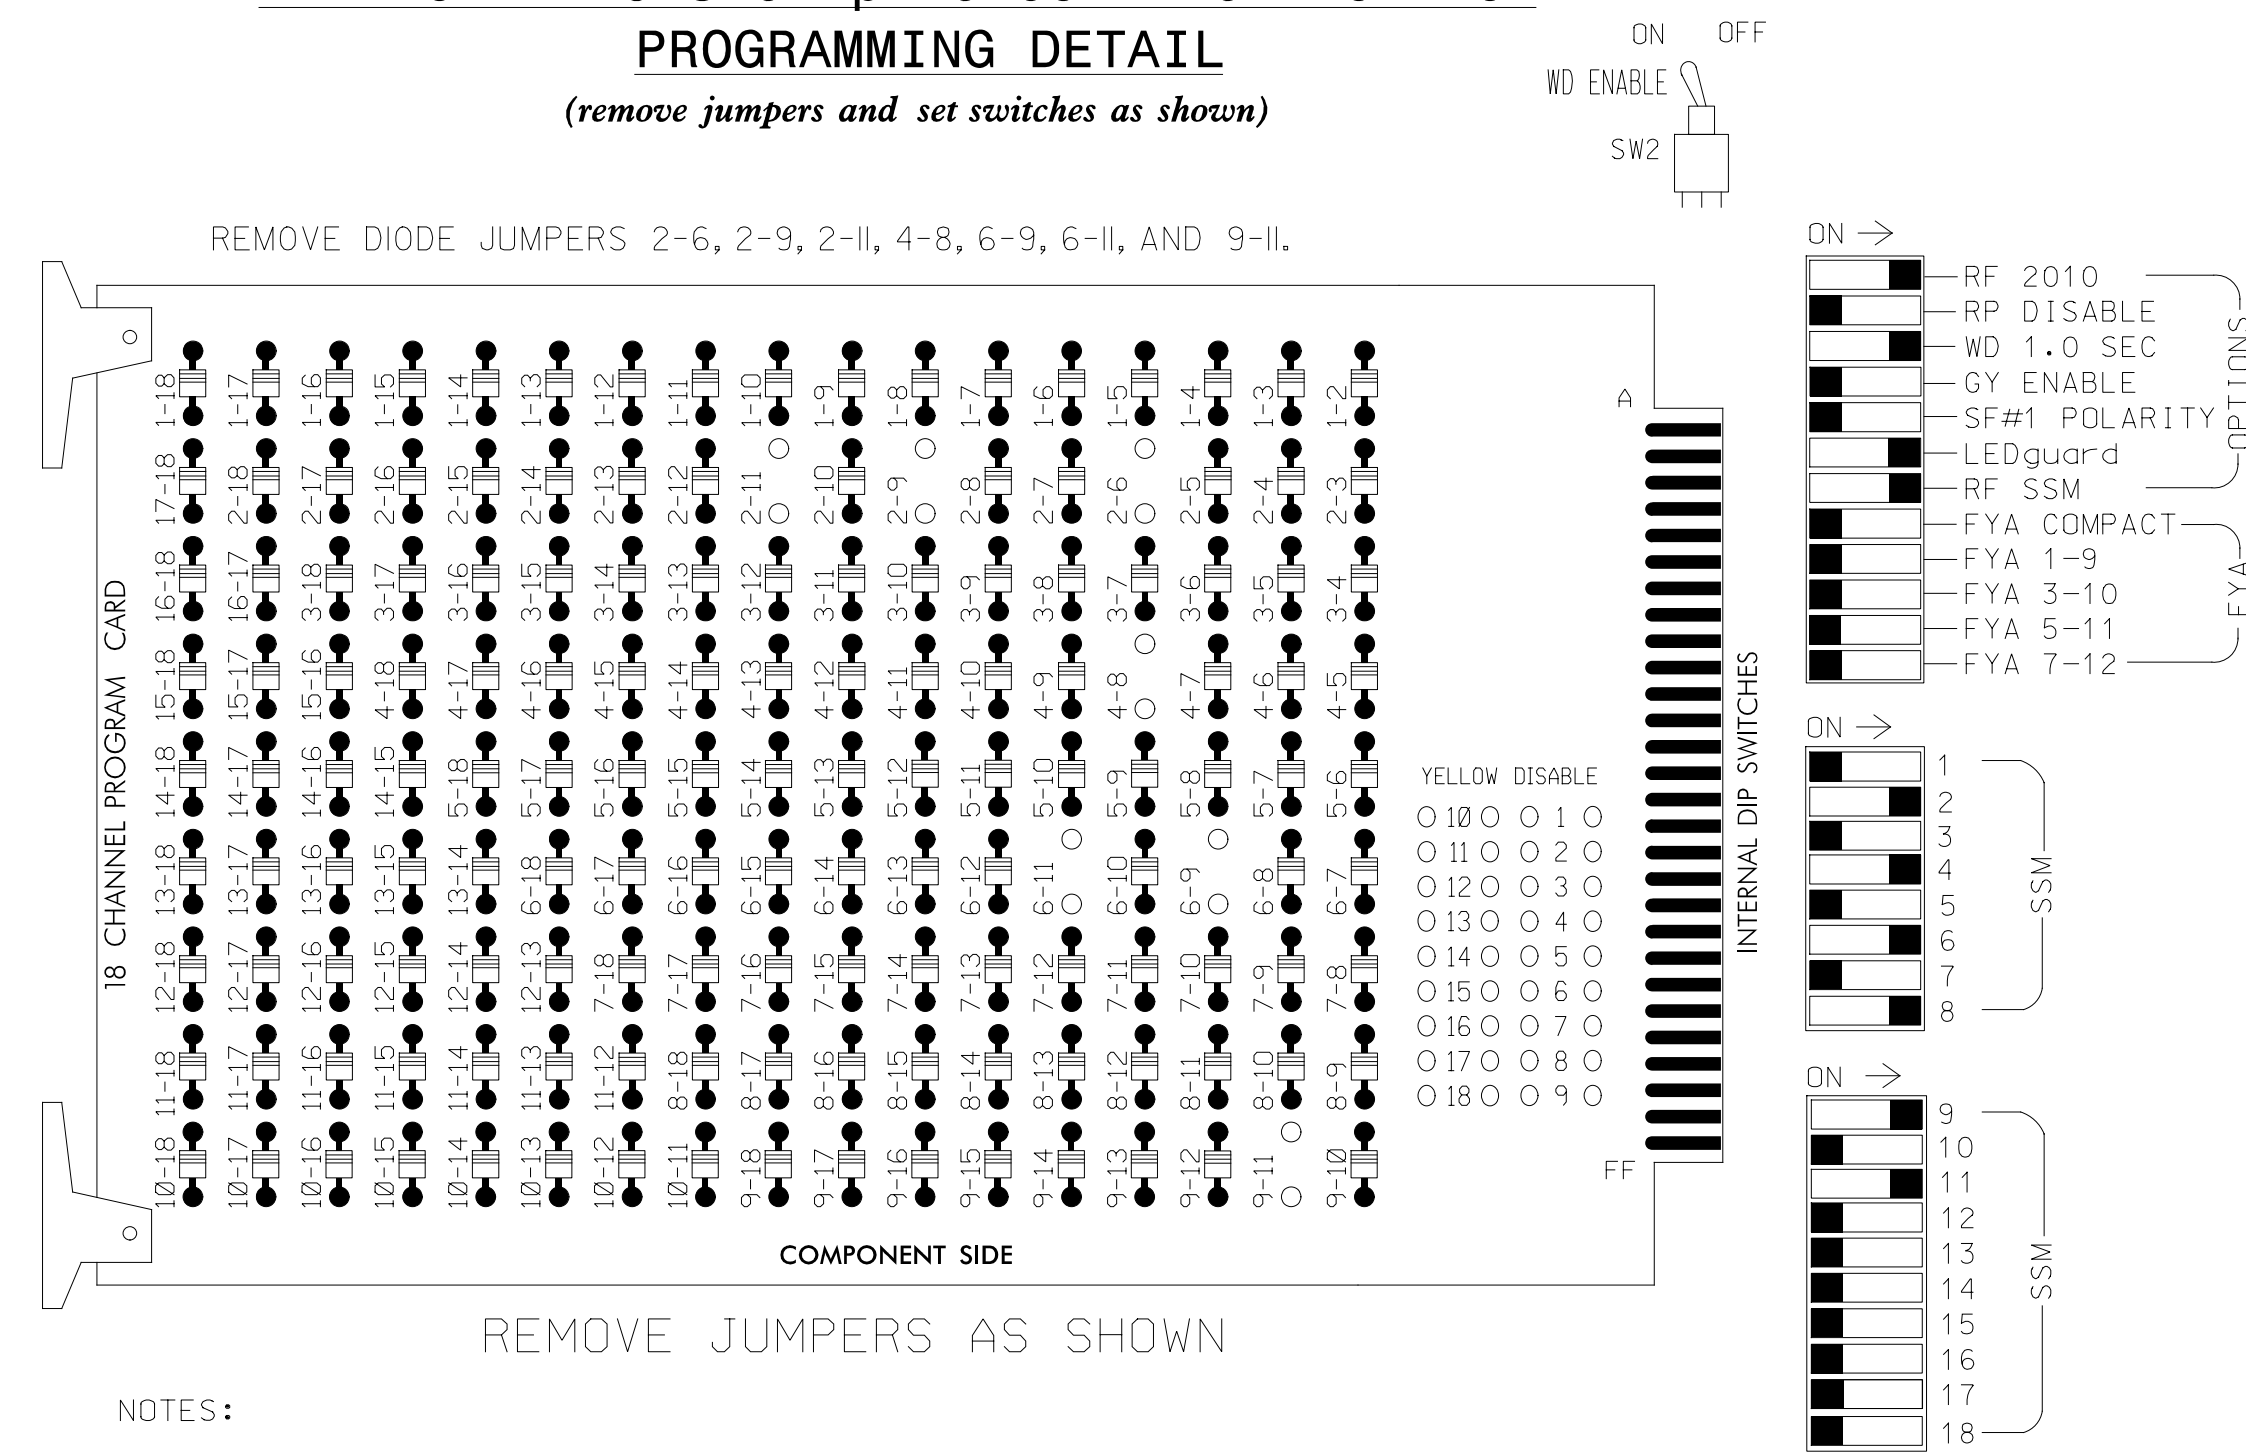 PROGRAMMING DETAIL
(remove jumpers and set switches as shown)
ON OFF
WD ENABLE
SW2
REMOVE DIODE JUMPERS 2-6, 2-9, 2-11, 4-8, 6-9, 6-11, AND 9-11.
1-18 1-17 1-16 1-15 1-14 1-13 1-12 1-11 1-10 1-9 1-8 1-7 1-6 1-5 1-4 1-3 1-2
17-18 2-18 2-17 2-16 2-15 2-14 2-13 2-12 2-11 2-10 2-9 2-8 2-7 2-6 2-5 2-4 2-3
16-18 16-17 3-18 3-17 3-16 3-15 3-14 3-13 3-12 3-11 3-10 3-9 3-8 3-7 3-6 3-5 3-4
15-18 15-17 15-16 4-18 4-17 4-16 4-15 4-14 4-13 4-12 4-11 4-10 4-9 4-8 4-7 4-6 4-5
14-18 14-17 14-16 14-15 5-18 5-17 5-16 5-15 5-14 5-13 5-12 5-11 5-10 5-9 5-8 5-7 5-6
13-18 13-17 13-16 13-15 13-14 6-18 6-17 6-16 6-15 6-14 6-13 6-12 6-11 6-10 6-9 6-8 6-7
12-18 12-17 12-16 12-15 12-14 12-13 7-18 7-17 7-16 7-15 7-14 7-13 7-12 7-11 7-10 7-9 7-8
11-18 11-17 11-16 11-15 11-14 11-13 11-12 8-18 8-17 8-16 8-15 8-14 8-13 8-12 8-11 8-10 8-9
10-18 10-17 10-16 10-15 10-14 10-13 10-12 10-11 9-18 9-17 9-16 9-15 9-14 9-13 9-12 9-11 9-10
18 CHANNEL PROGRAM CARD
A
YELLOW DISABLE
10 1
11 2
12 3
13 4
14 5
15 6
16 7
17 8
18 9
FF
INTERNAL DIP SWITCHES
COMPONENT SIDE
REMOVE JUMPERS AS SHOWN
NOTES:
ON →
RF 2010
RP DISABLE
WD 1.0 SEC
GY ENABLE
SF#1 POLARITY
LEDguard
RF SSM
OPTIONS
FYA COMPACT
FYA 1-9
FYA 3-10
FYA 5-11
FYA 7-12
FYA
ON →
1
2
3
4
5
6
7
8
SSM
ON →
9
10
11
12
13
14
15
16
17
18
SSM